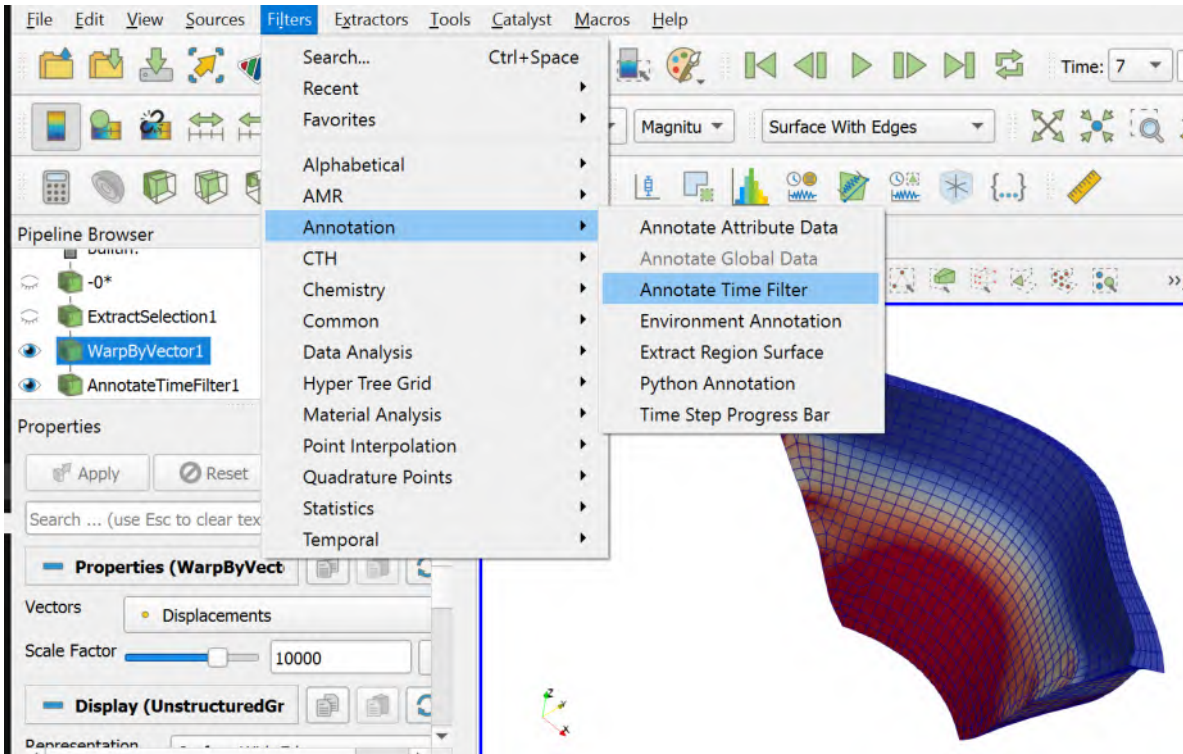 File Edit View Sources Filters Extractors Tools Catalyst Macros Help
Search... Ctrl+Space
Recent
Favorites
Alphabetical
AMR
Annotation
CTH
Chemistry
Common
Data Analysis
Hyper Tree Grid
Material Analysis
Point Interpolation
Quadrature Points
Statistics
Temporal
Annotate Attribute Data
Annotate Global Data
Annotate Time Filter
Environment Annotation
Extract Region Surface
Python Annotation
Time Step Progress Bar
Time: 7
Magnitu
Surface With Edges
{...}
Pipeline Browser
builtin:
-0*
ExtractSelection1
WarpByVector1
AnnotateTimeFilter1
Properties
Apply Reset
Search ... (use Esc to clear tex
Properties (WarpByVect
Vectors Displacements
Scale Factor 10000
Display (UnstructuredGr
Representation
Z
Y
X